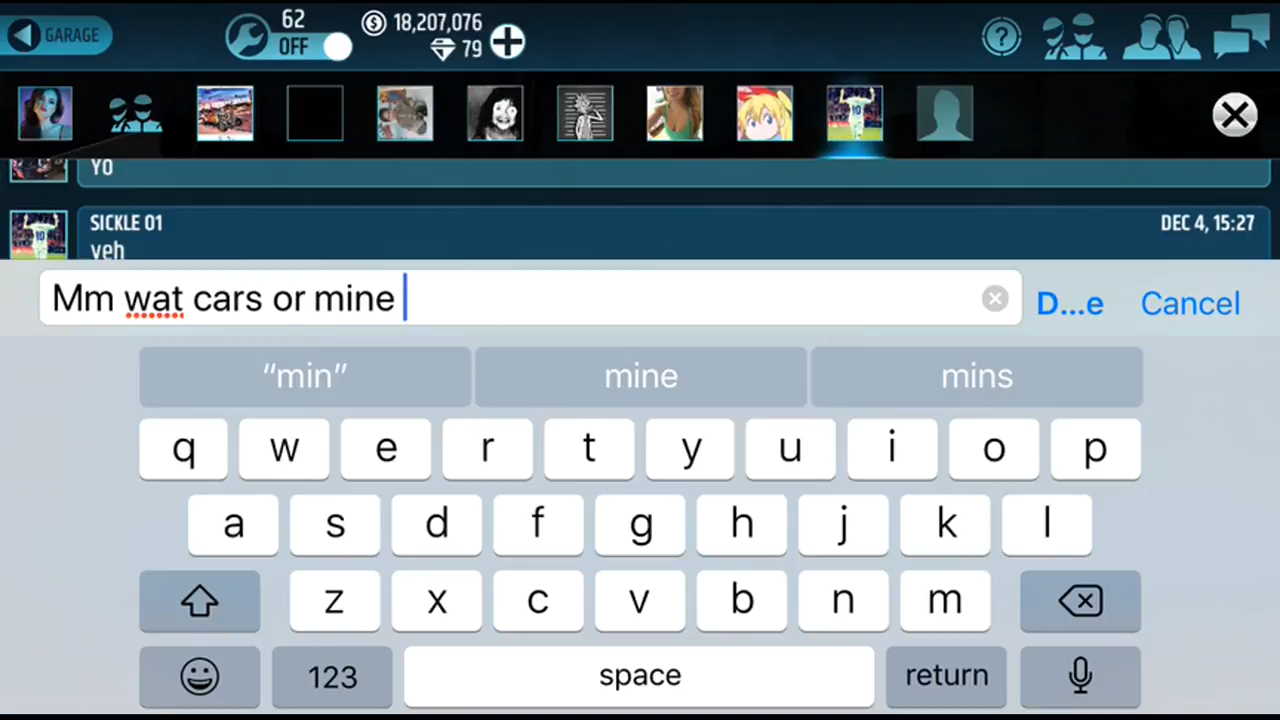 GARAGE
62
OFF
18,207,076
79
Yo
SICKLE 01
DEC 4, 15:27
yeh
Mm wat cars or mine
D...e
Cancel
“min”
mine
mins
q w e r t y u i o p
a s d f g h j k l
z x c v b n m
123
space
return